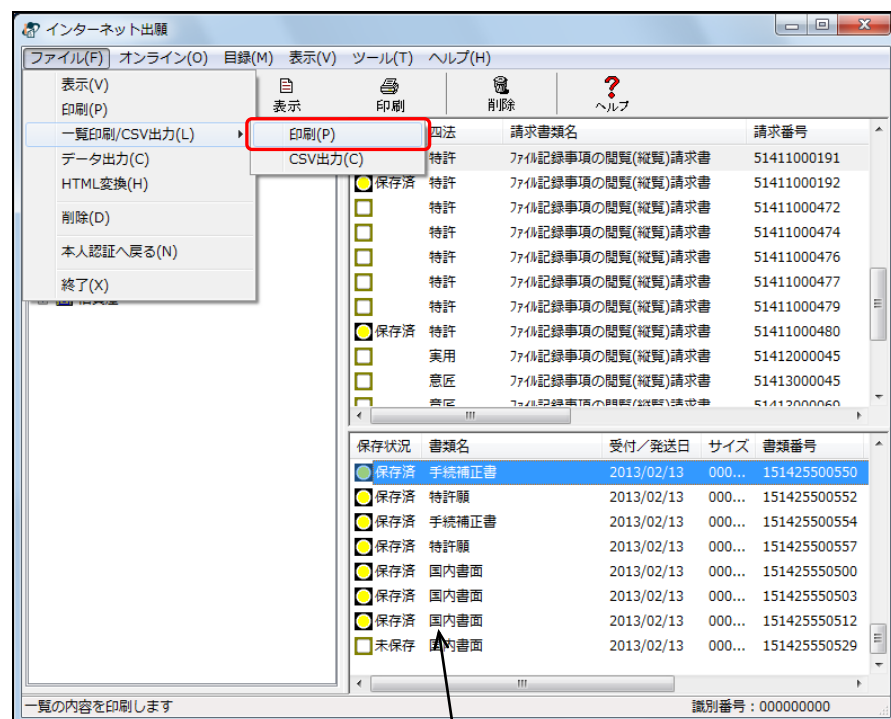 インターネット出願
ファイル(F) オンライン(O) 目録(M) 表示(V) ツール(T) ヘルプ(H)
表示(V)
印刷(P)
一覧印刷/CSV出力(L)
データ出力(C)
HTML変換(H)
削除(D)
本人認証へ戻る(N)
終了(X)
印刷(P)
CSV出力(C)
表示 印刷 削除 ヘルプ
四法 請求書類名 請求番号
特許 ファイル記録事項の閲覧(縦覧)請求書 51411000191
保存済 特許 ファイル記録事項の閲覧(縦覧)請求書 51411000192
特許 ファイル記録事項の閲覧(縦覧)請求書 51411000472
特許 ファイル記録事項の閲覧(縦覧)請求書 51411000474
特許 ファイル記録事項の閲覧(縦覧)請求書 51411000476
特許 ファイル記録事項の閲覧(縦覧)請求書 51411000477
特許 ファイル記録事項の閲覧(縦覧)請求書 51411000479
保存済 特許 ファイル記録事項の閲覧(縦覧)請求書 51411000480
実用 ファイル記録事項の閲覧(縦覧)請求書 51412000045
意匠 ファイル記録事項の閲覧(縦覧)請求書 51413000045
意匠 ファイル記録事項の閲覧(縦覧)請求書 51413000069
保存状況 書類名 受付/発送日 サイズ 書類番号
保存済 手続補正書 2013/02/13 000... 151425500550
保存済 特許願 2013/02/13 000... 151425500552
保存済 手続補正書 2013/02/13 000... 151425500554
保存済 特許願 2013/02/13 000... 151425500557
保存済 国内書面 2013/02/13 000... 151425550500
保存済 国内書面 2013/02/13 000... 151425550503
保存済 国内書面 2013/02/13 000... 151425550512
未保存 国内書面 2013/02/13 000... 151425550529
一覧の内容を印刷します 識別番号：000000000